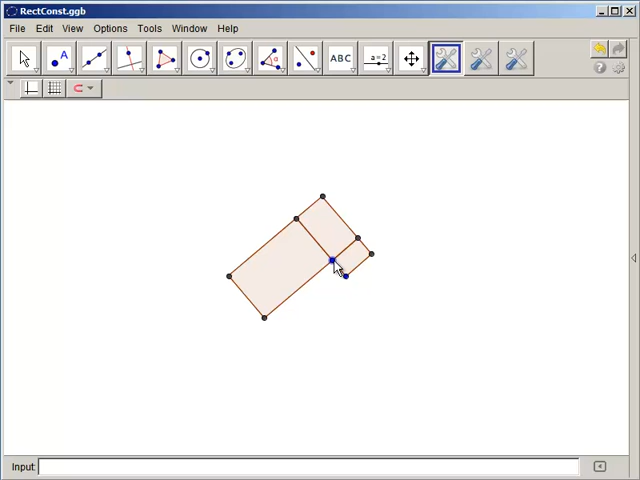 RectConst.ggb
File Edit View Options Tools Window Help
A ABC a=2
Input: